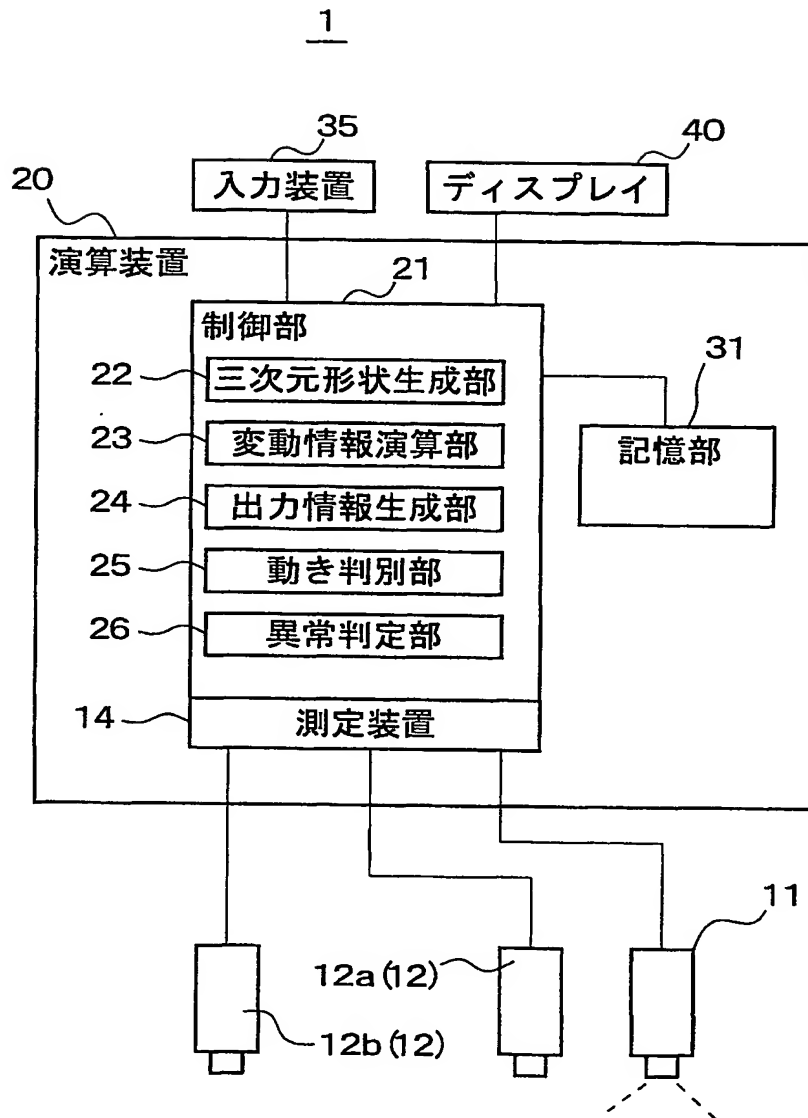 1
35
40
入力装置
ディスプレイ
20
演算装置
21
制御部
22
三次元形状生成部
31
23
変動情報演算部
記憶部
24
出力情報生成部
25
動き判別部
26
異常判定部
14
測定装置
11
12a(12)
12b(12)